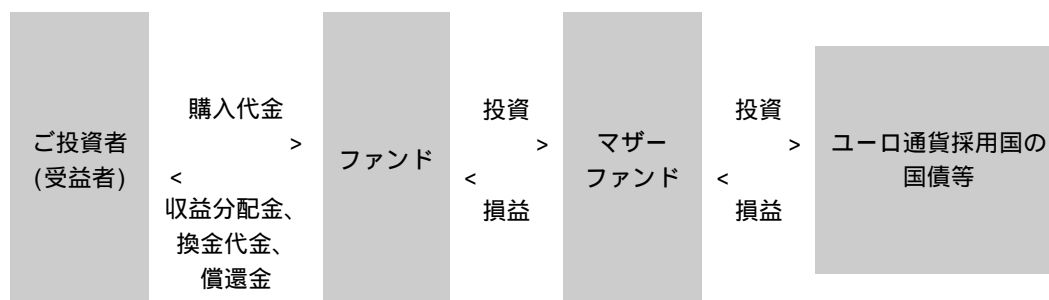 ご投資者
(受益者)
購入代金
>
<
収益分配金、
換金代金、
償還金
ファンド
投資
>
<
損益
マザー
ファンド
投資
>
<
損益
ユーロ通貨採用国の
国債等